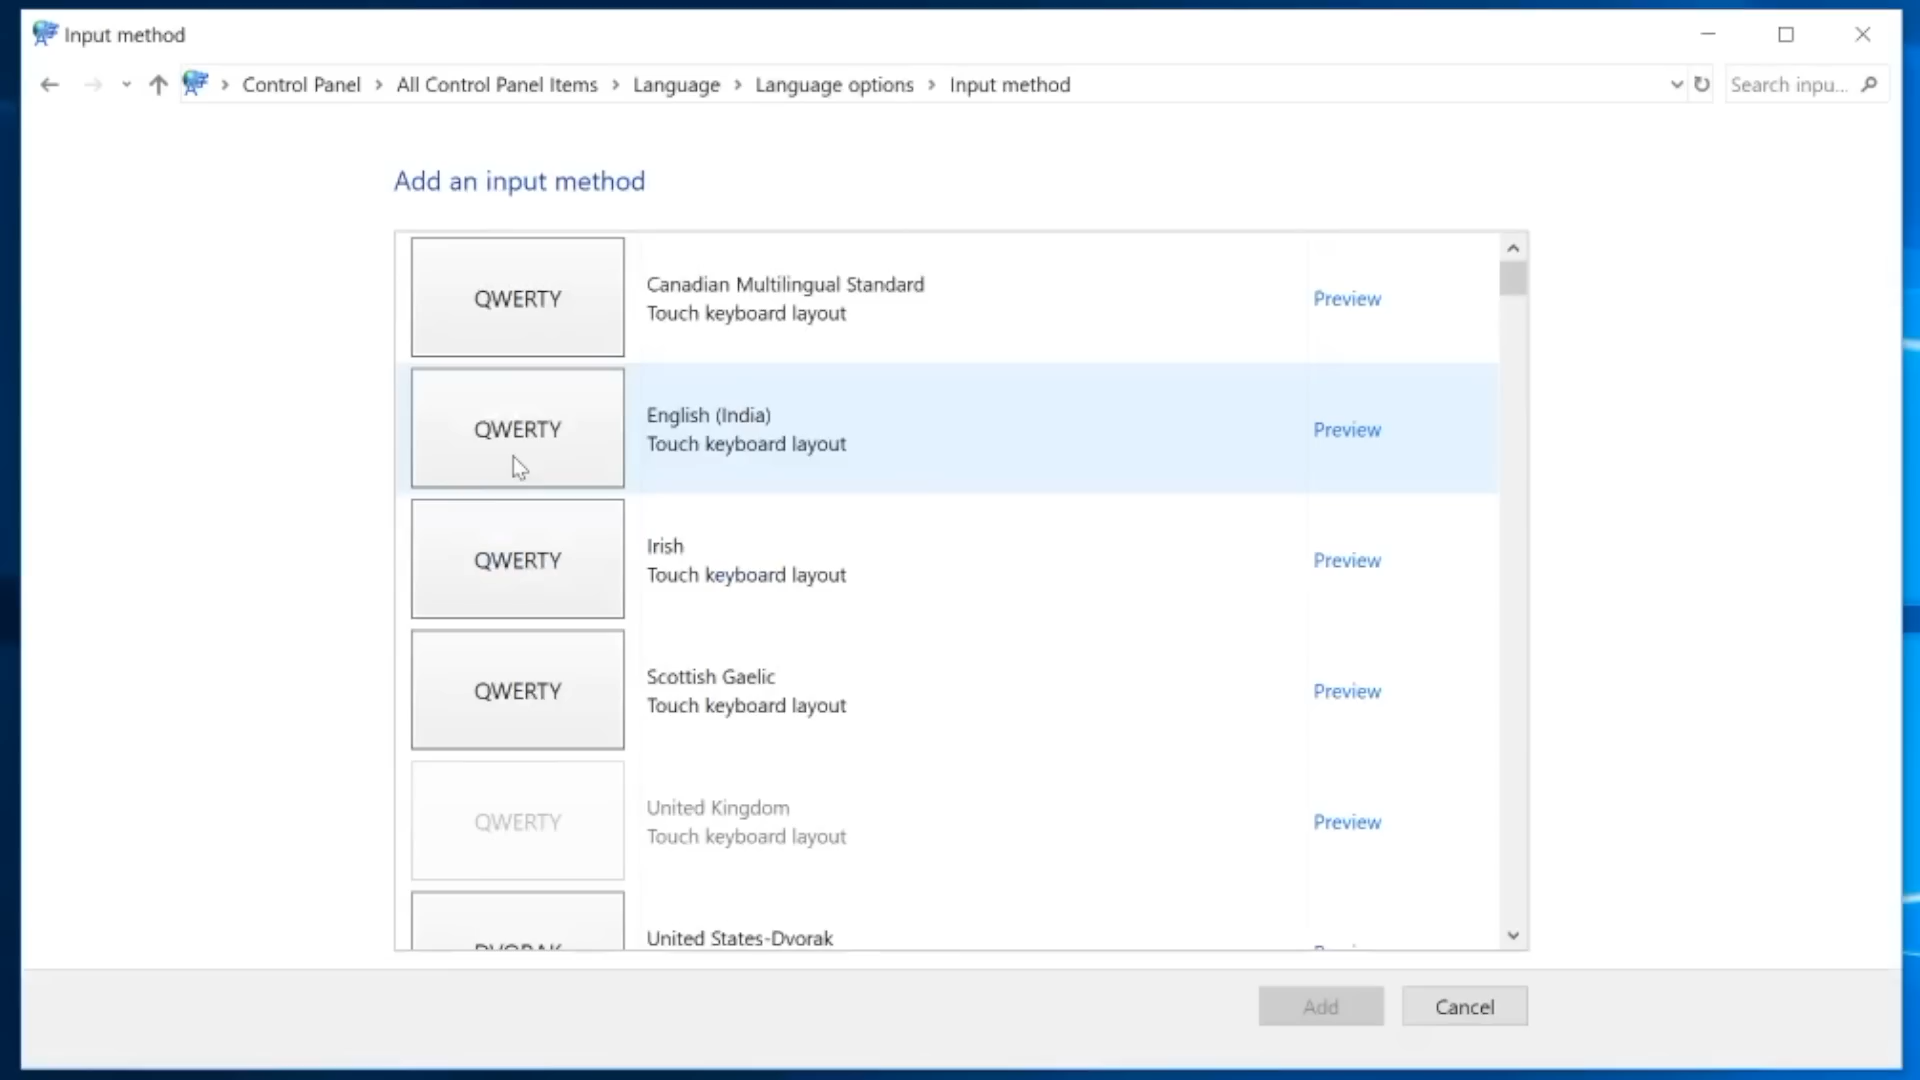 Input method
Control Panel > All Control Panel Items > Language > Language options > Input method
Search inpu...
Add an input method
QWERTY
Canadian Multilingual Standard
Touch keyboard layout
Preview
QWERTY
English (India)
Touch keyboard layout
Preview
QWERTY
Irish
Touch keyboard layout
Preview
QWERTY
Scottish Gaelic
Touch keyboard layout
Preview
QWERTY
United Kingdom
Touch keyboard layout
Preview
DVORAK
United States-Dvorak
Add
Cancel